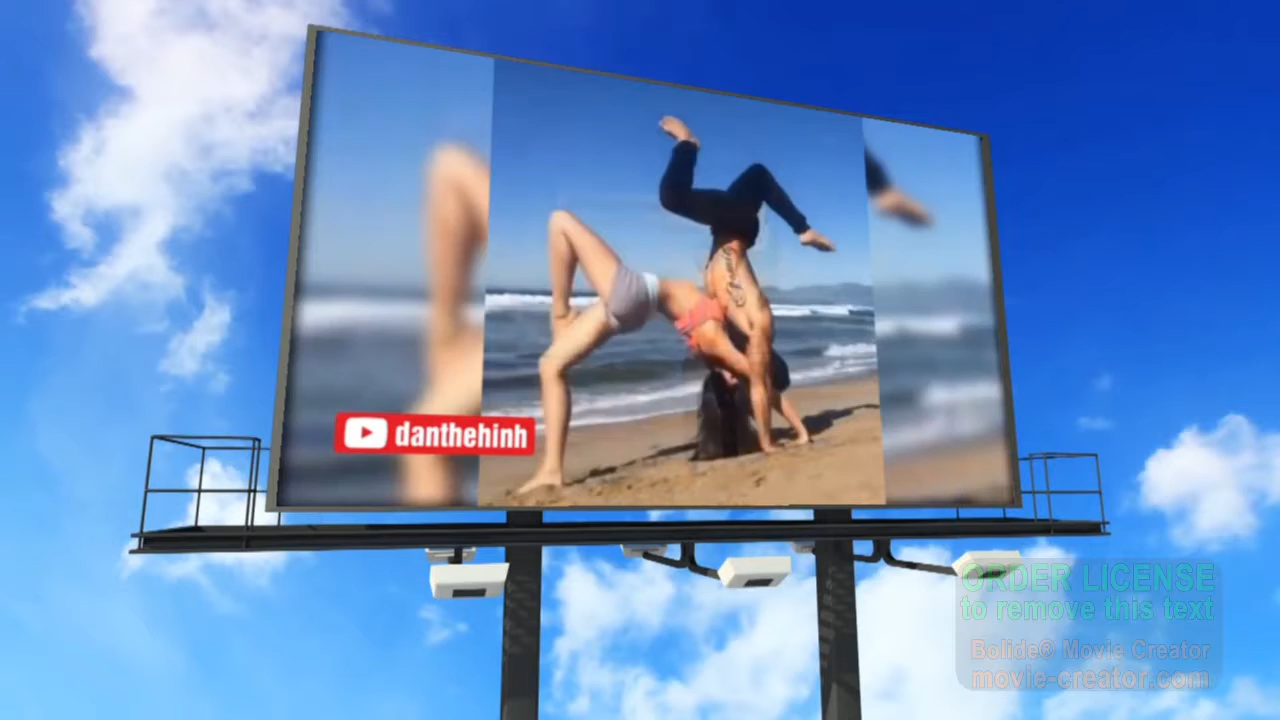 danthehinh
ORDER LICENSE
to remove this text
Bolide® Movie Creator
movie-creator.com